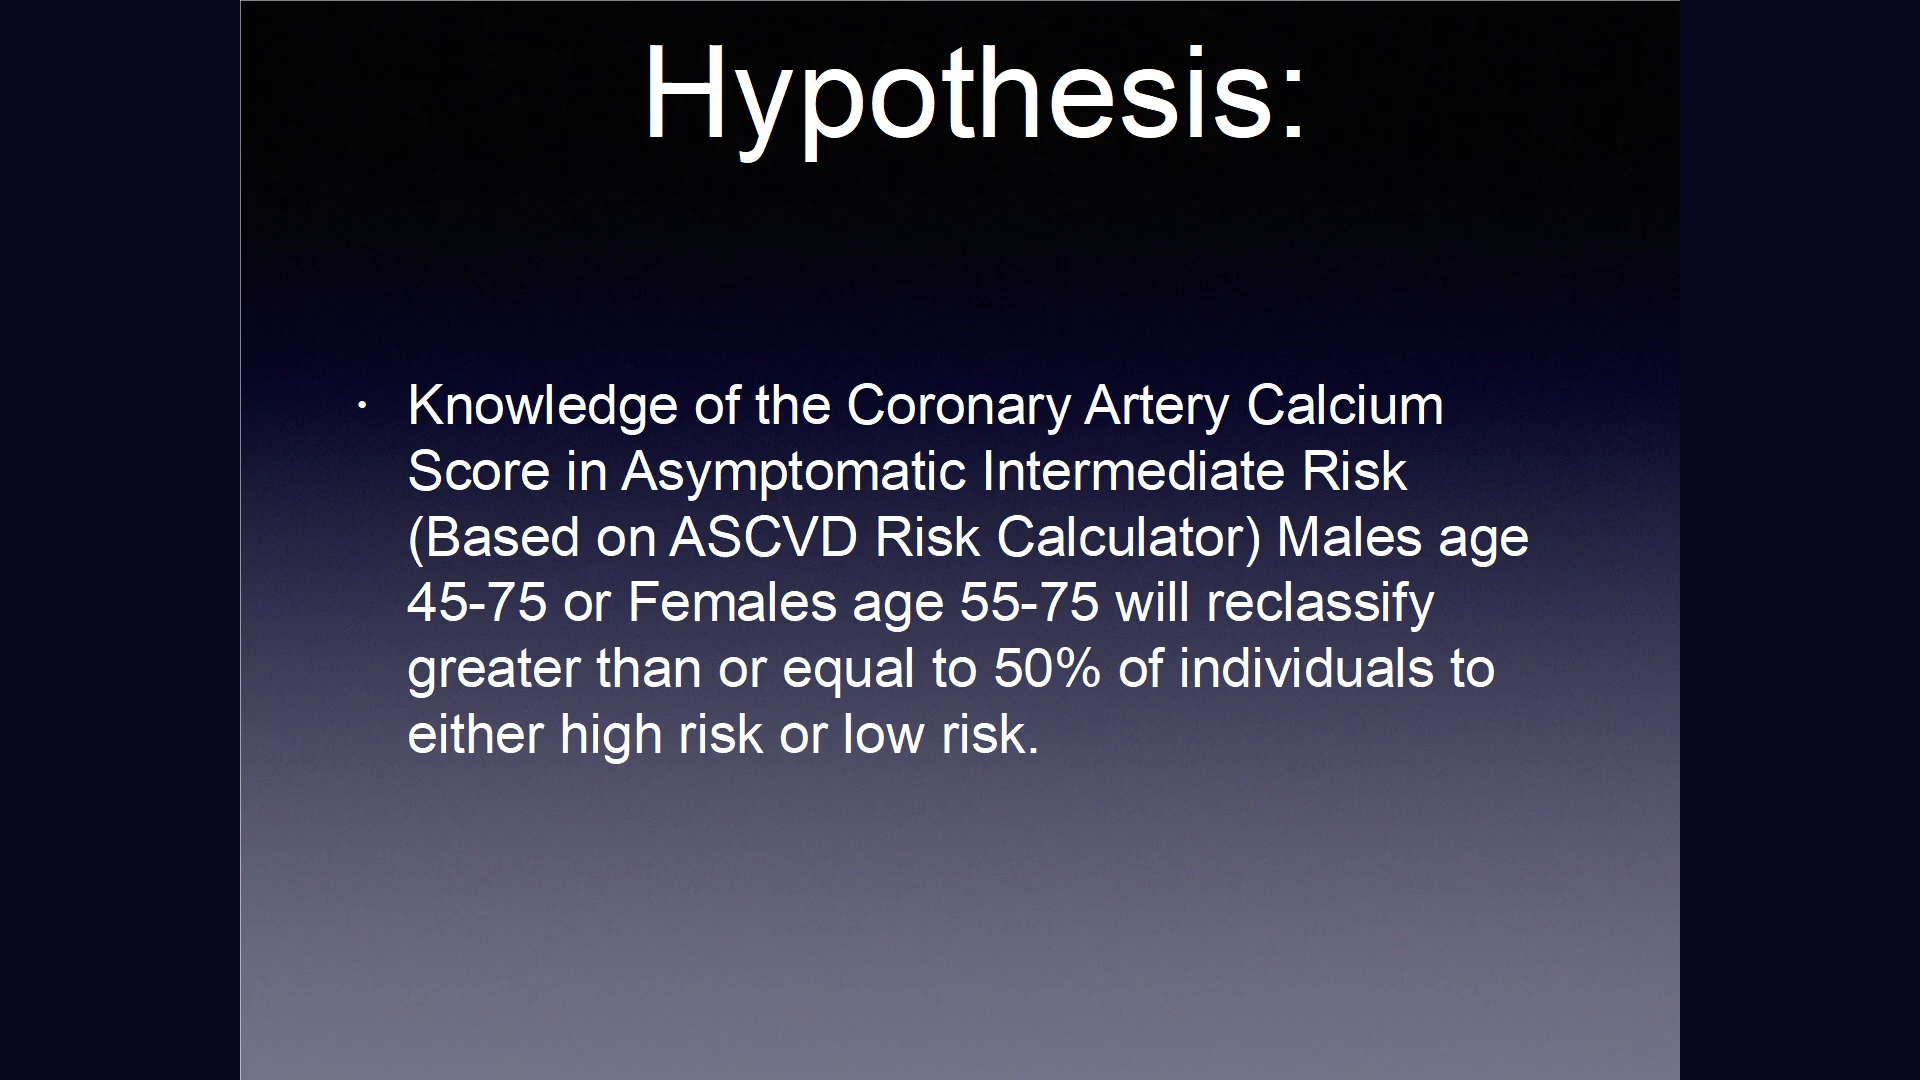 Hypothesis:
• Knowledge of the Coronary Artery Calcium
Score in Asymptomatic Intermediate Risk
(Based on ASCVD Risk Calculator) Males age
45-75 or Females age 55-75 will reclassify
greater than or equal to 50% of individuals to
either high risk or low risk.